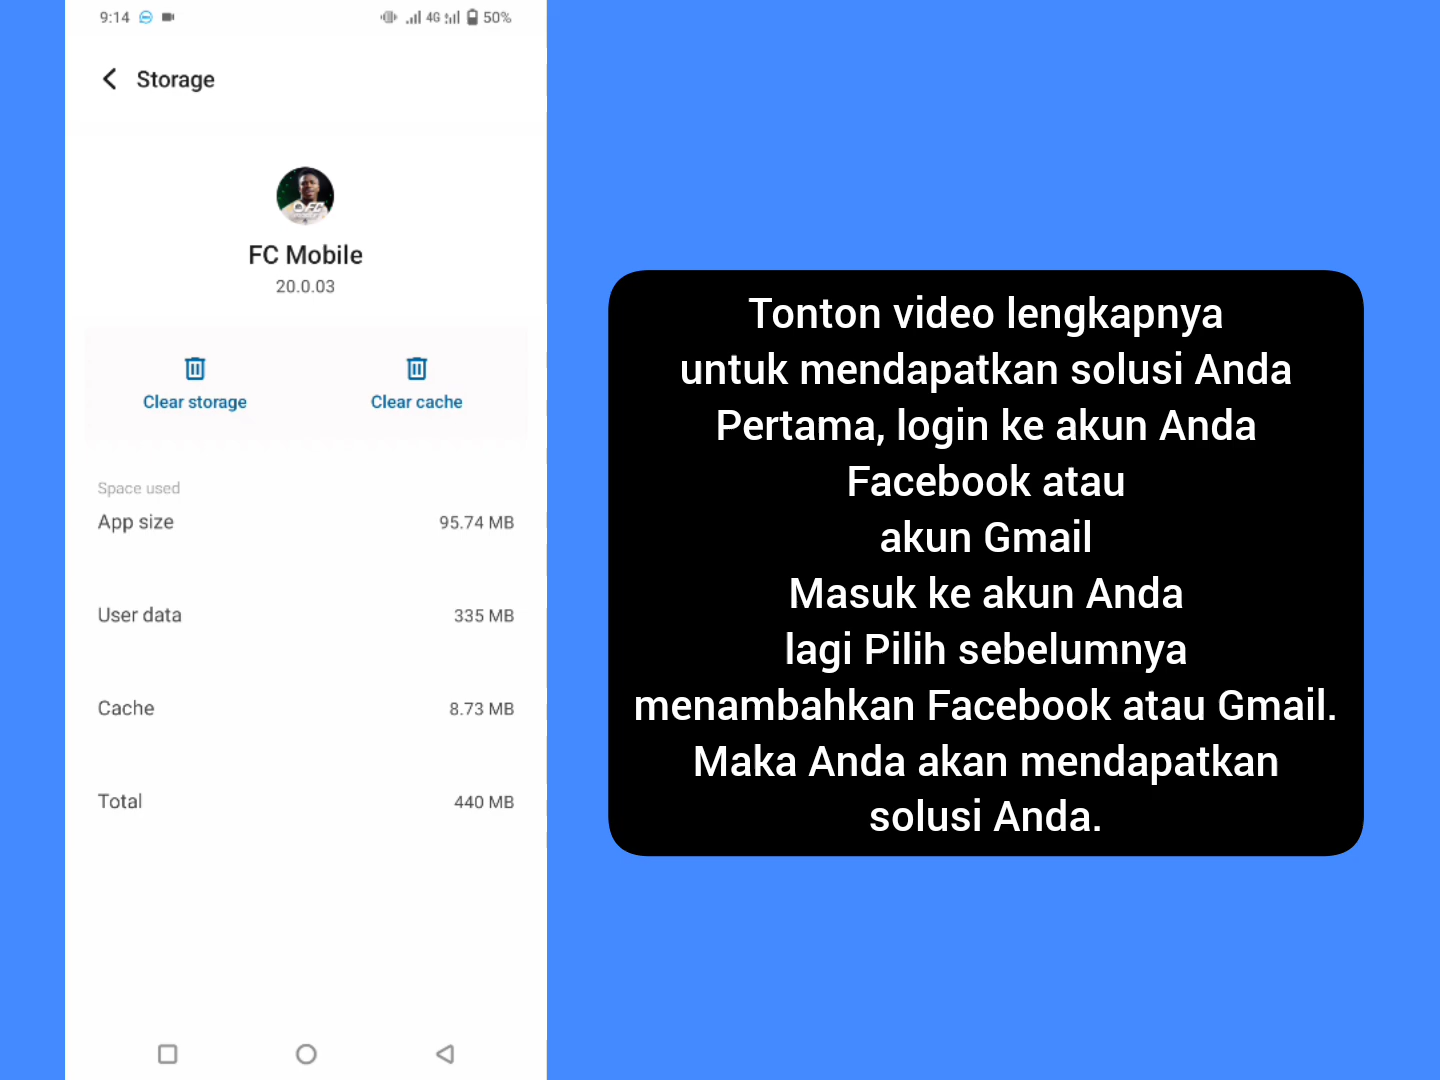 9:14
4G
50%
Storage
FC Mobile
20.0.03
Clear storage
Clear cache
Space used
App size
95.74 MB
User data
335 MB
Cache
8.73 MB
Total
440 MB
Tonton video lengkapnya
untuk mendapatkan solusi Anda
Pertama, login ke akun Anda
Facebook atau
akun Gmail
Masuk ke akun Anda
lagi Pilih sebelumnya
menambahkan Facebook atau Gmail.
Maka Anda akan mendapatkan
solusi Anda.